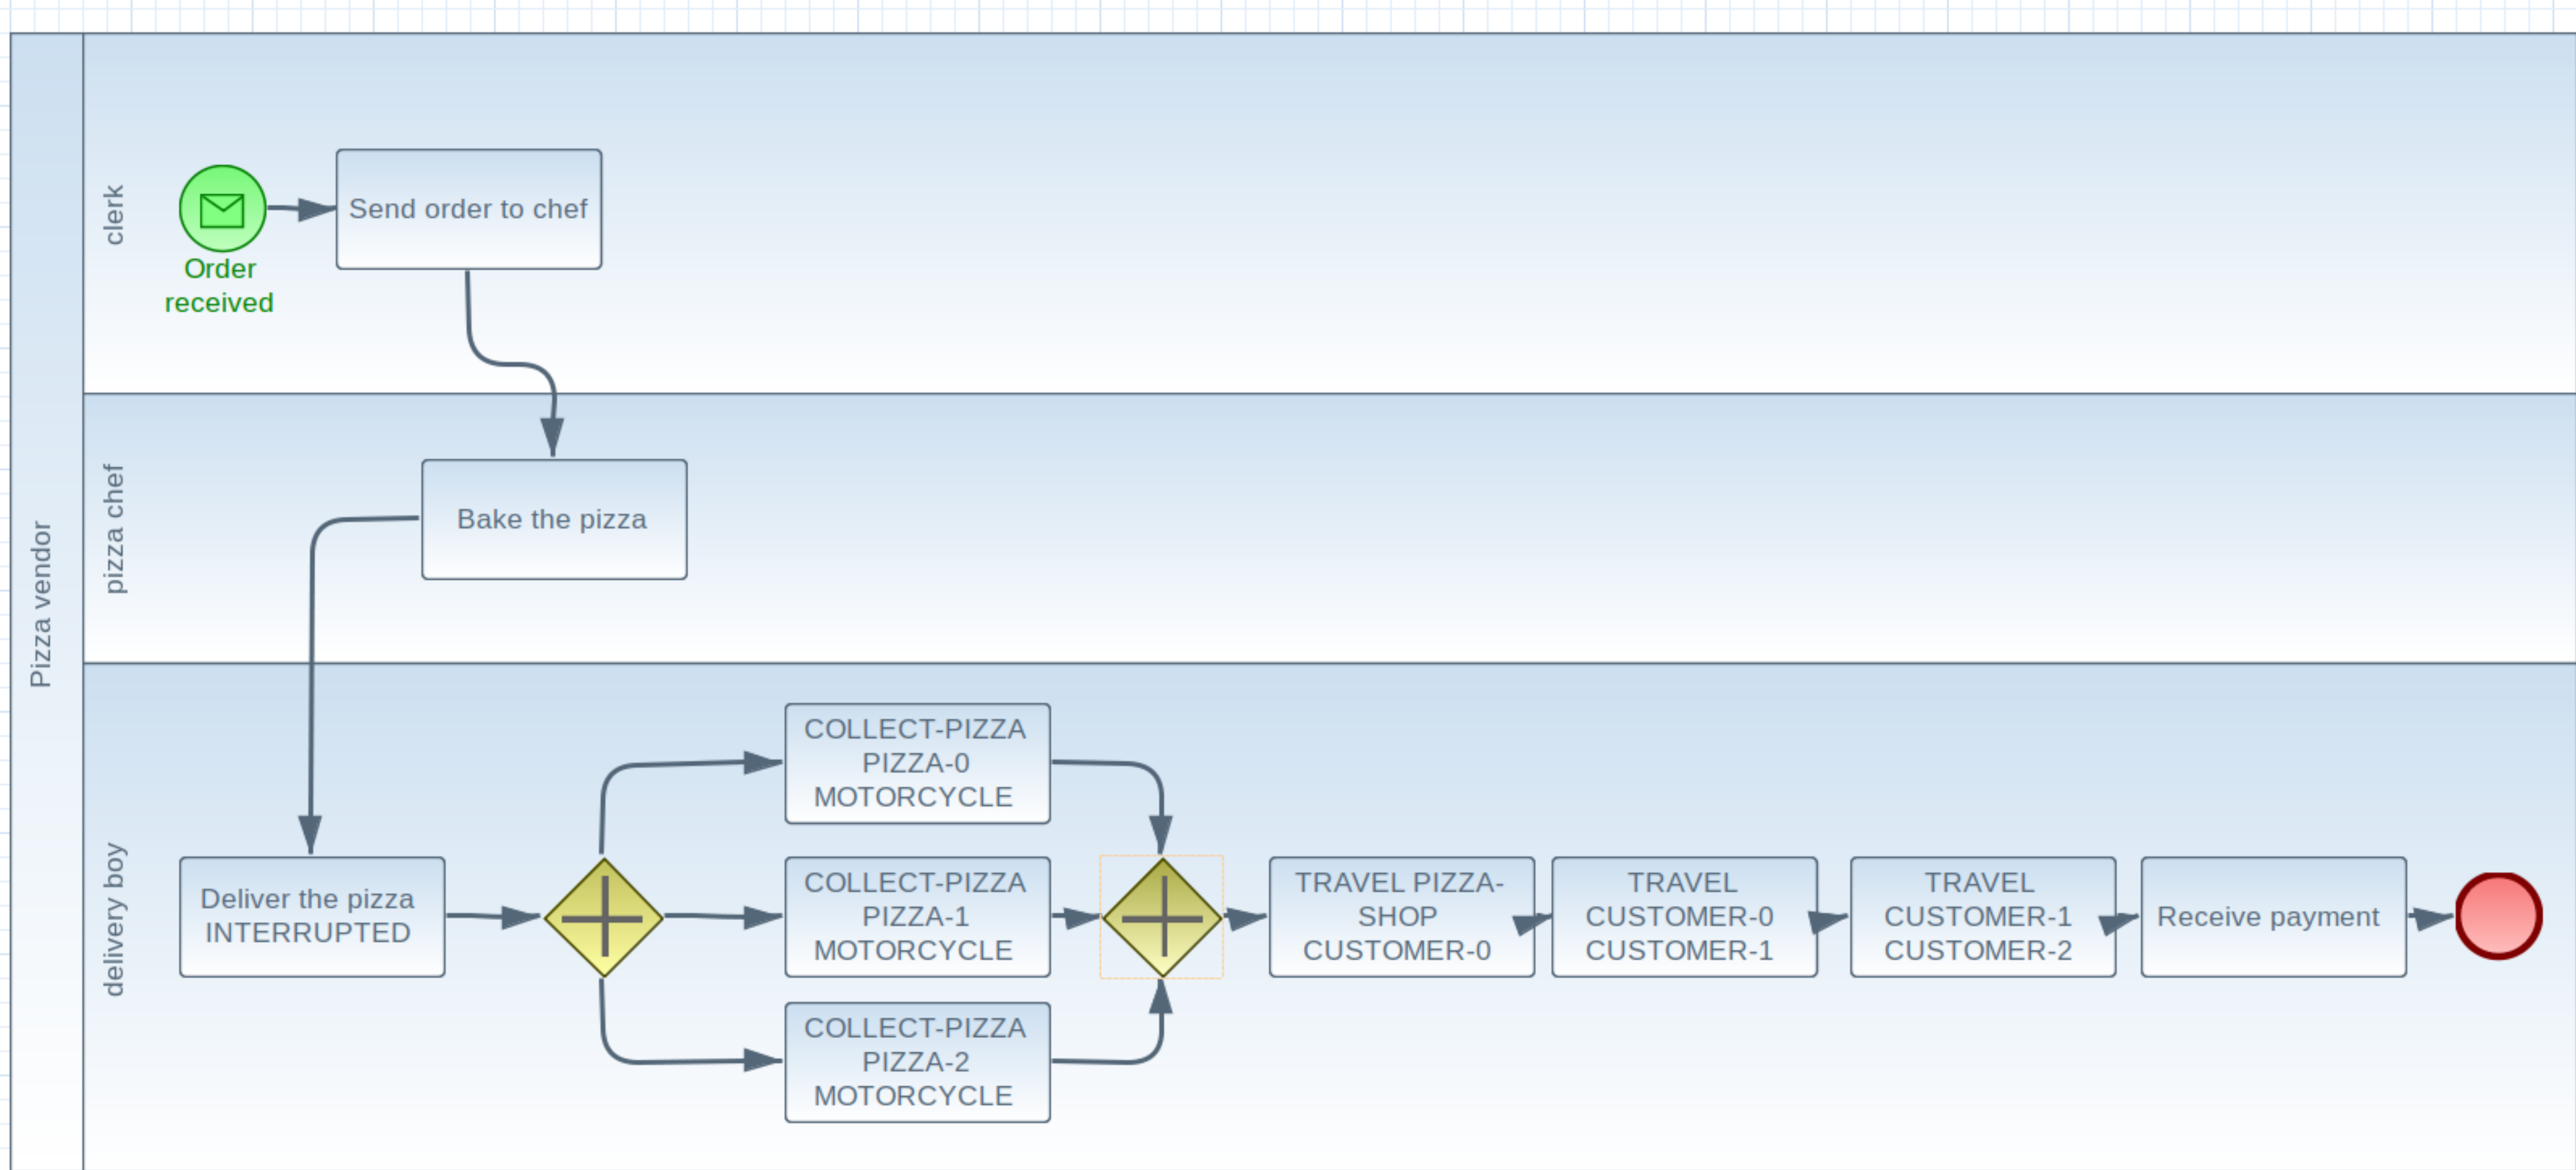 Pizza vendor
clerk
Order
received
Send order to chef
pizza chef
Bake the pizza
delivery boy
Deliver the pizza
INTERRUPTED
COLLECT-PIZZA
PIZZA-0
MOTORCYCLE
COLLECT-PIZZA
PIZZA-1
MOTORCYCLE
COLLECT-PIZZA
PIZZA-2
MOTORCYCLE
TRAVEL PIZZA-
SHOP
CUSTOMER-0
TRAVEL
CUSTOMER-0
CUSTOMER-1
TRAVEL
CUSTOMER-1
CUSTOMER-2
Receive payment